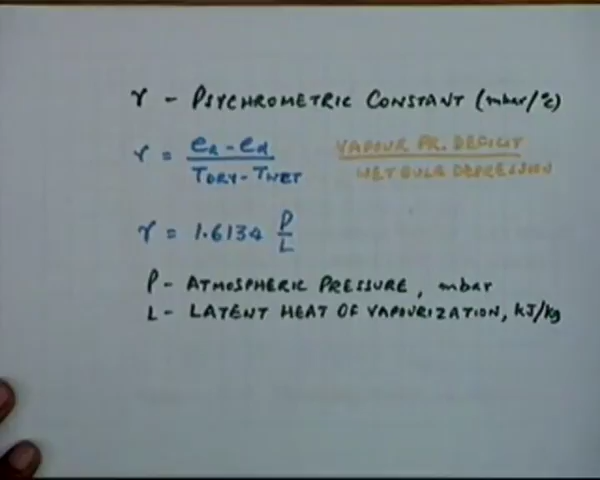 γ - PSYCHROMETRIC CONSTANT (mbar/°C)
γ = (ea - ed) / (TDRY - TWET) VAPOUR PR. DEFICIT / WET BULB DEPRESSION
γ = 1.6134 P/L
P - ATMOSPHERIC PRESSURE, mbar
L - LATENT HEAT OF VAPOURIZATION, kJ/kg